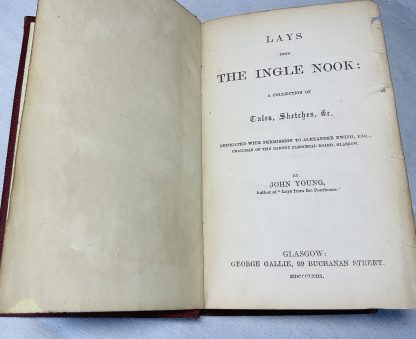 LAYS
FROM
THE INGLE NOOK:
A COLLECTION OF
Tales, Sketches, &c.
DEDICATED WITH PERMISSION TO ALEXANDER EWING, ESQ.,
CHAIRMAN OF THE BARONY PAROCHIAL BOARD, GLASGOW.
BY
JOHN YOUNG,
Author of "Lays from the Poorhouse."
GLASGOW:
GEORGE GALLIE, 99 BUCHANAN STREET.
MDCCCLXIII.